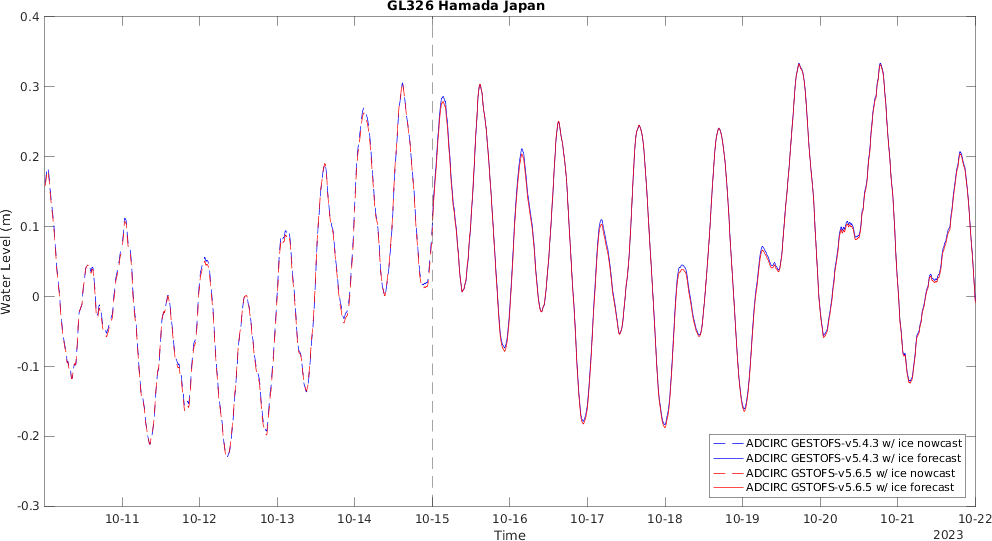 GL326 Hamada Japan
0.4
0.3
0.2
0.1
0
-0.1
-0.2
-0.3
Water Level (m)
10-11 10-12 10-13 10-14 10-15 10-16 10-17 10-18 10-19 10-20 10-21 10-22
Time
2023
ADCIRC GESTOFS-v5.4.3 w/ ice nowcast
ADCIRC GESTOFS-v5.4.3 w/ ice forecast
ADCIRC GSTOFS-v5.6.5 w/ ice nowcast
ADCIRC GSTOFS-v5.6.5 w/ ice forecast